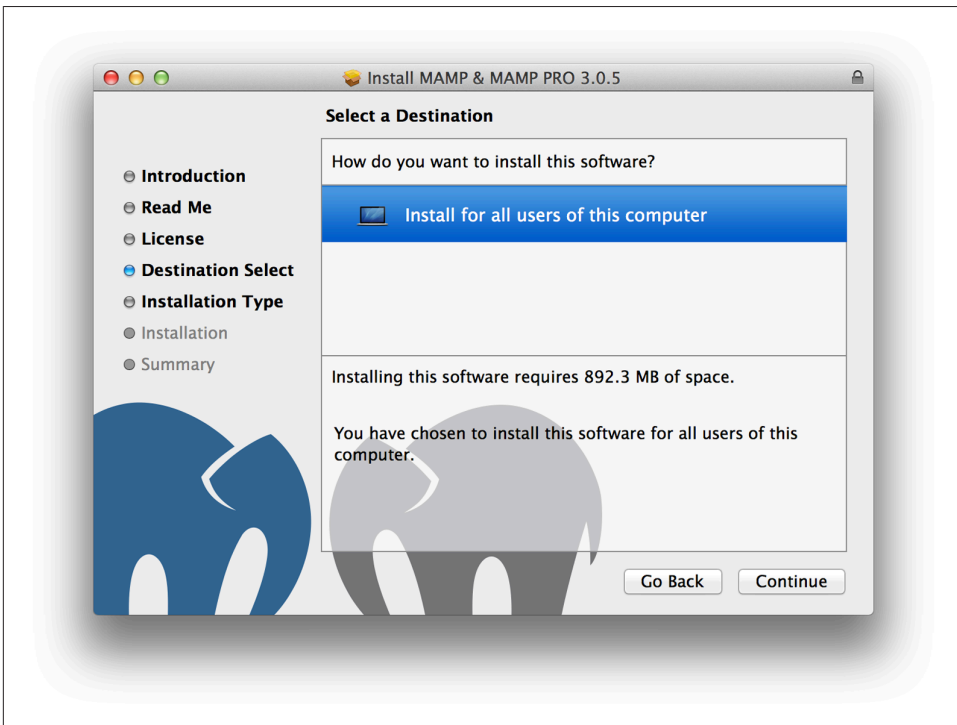 Install MAMP & MAMP PRO 3.0.5
Select a Destination
Introduction
Read Me
License
Destination Select
Installation Type
Installation
Summary
How do you want to install this software?
Install for all users of this computer
Installing this software requires 892.3 MB of space.
You have chosen to install this software for all users of this
computer.
Go Back
Continue